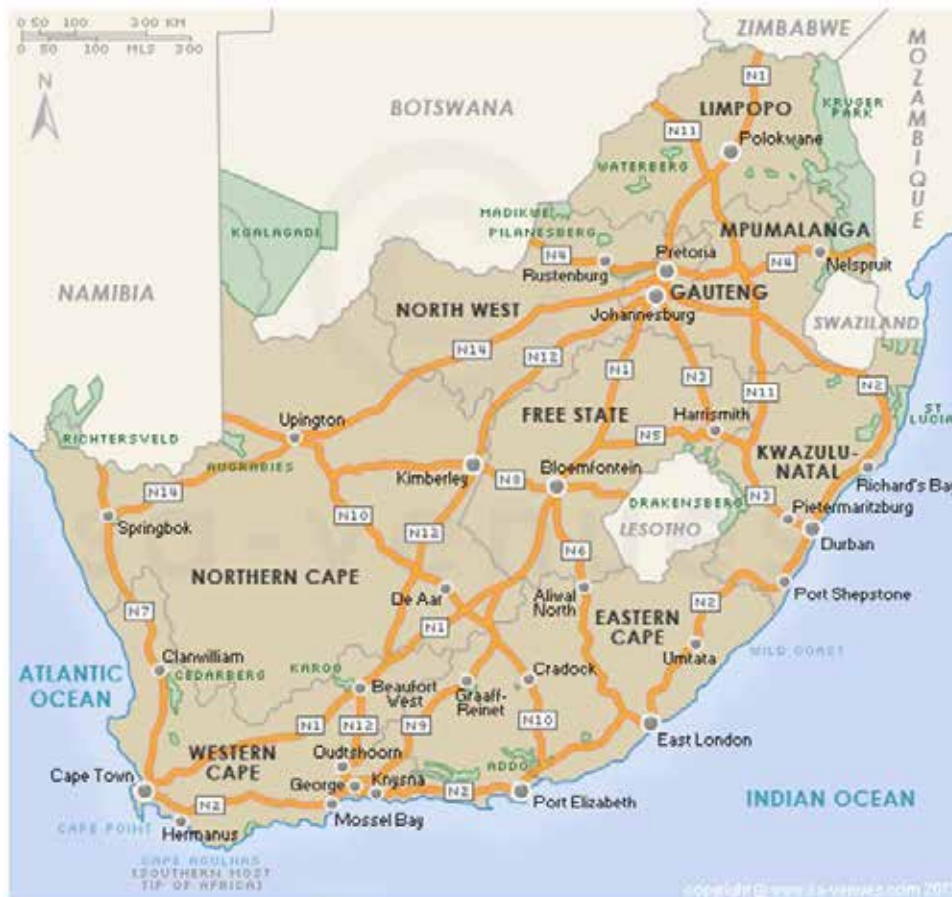 0 50 100 300 KM
0 50 100 MLS 200
N
ZIMBABWE
MOZAMBIQUE
BOTSWANA
NAMIBIA
N1
LIMPOPO
KRUGER
PARK
N11
Polokwane
WATERBERG
KGALAGADI
MADIKWE
PILANESBERG
MPUMALANGA
N4
Rustenburg
Pretoria
N4
Nelspruit
GAUTENG
Johannesburg
NORTH WEST
SWAZILAND
N14
N12
N1
N3
N11
N2
ST
LUCIA
Upington
FREE STATE
Harrismith
N5
RICHTERSVELD
AUGRABIES
Kimberley
N8
Bloemfontein
KWAZULU-
NATAL
Richard's Bay
N14
Springbok
N10
N12
DRAKENSBERG
LESOTHO
N3
Pietermaritzburg
Durban
N6
NORTHERN CAPE
De Aar
Aliwal
North
Port Shepstone
N7
N1
EASTERN
CAPE
N2
Umtata
WILD COAST
ATLANTIC
OCEAN
Clanwilliam
CEDARBERG
KAROO
Beaufort
West
Graaff-
Reinet
Cradock
N1
N12
N9
N10
East London
WESTERN
CAPE
Oudtshoorn
ADDO
Cape Town
George
Knysna
N2
N2
Port Elizabeth
INDIAN OCEAN
CAPE POINT
Hermanus
Mossel Bay
CAPE AGULHAS
(SOUTHERN MOST
TIP OF AFRICA)